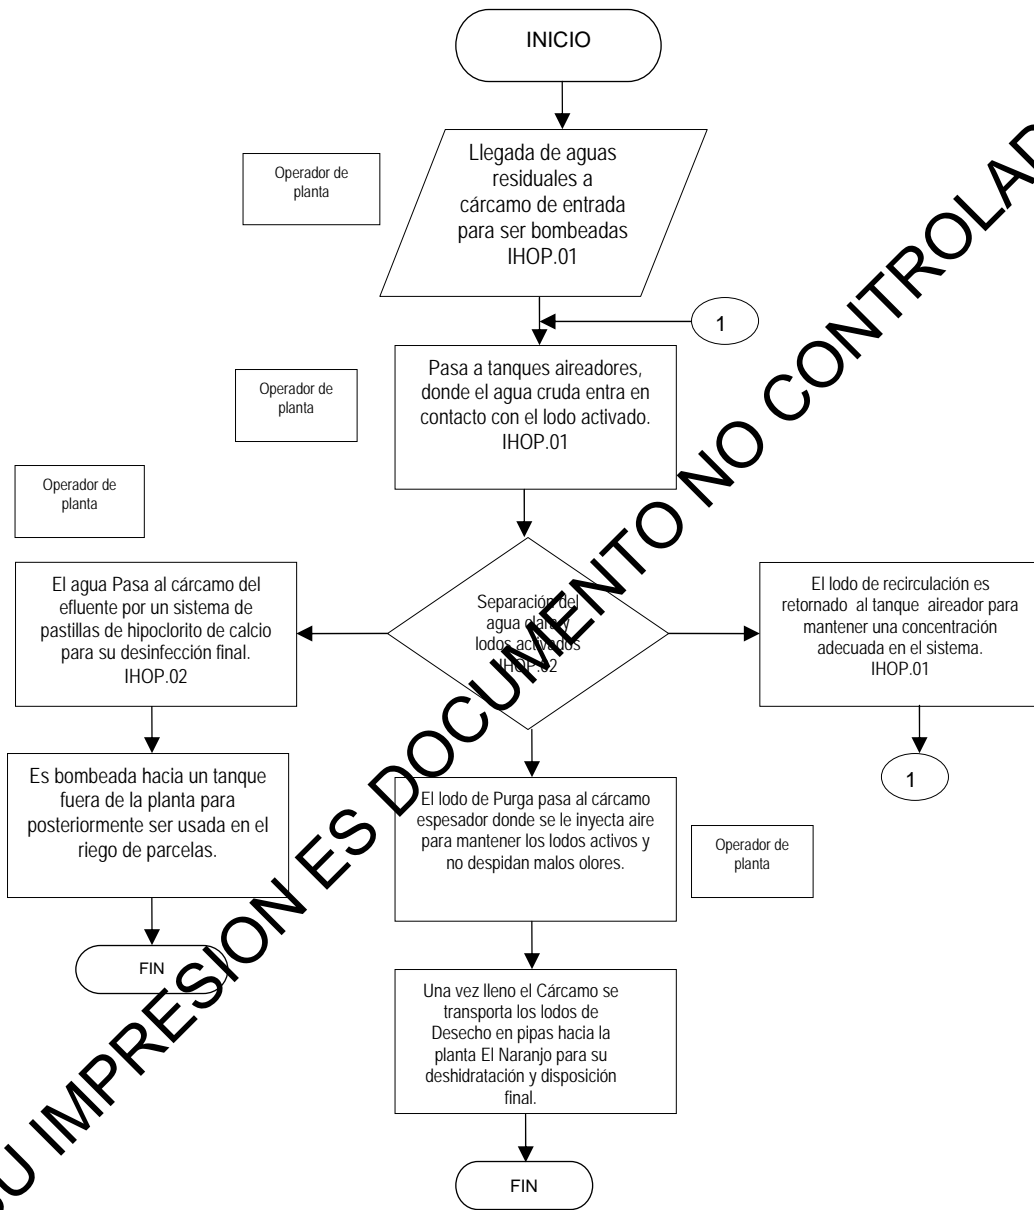 INICIO
Operador de
planta
Llegada de aguas
residuales a
cárcamo de entrada
para ser bombeadas
IHOP.01
1
Operador de
planta
Pasa a tanques aireadores,
donde el agua cruda entra en
contacto con el lodo activado.
IHOP.01
Operador de
planta
El agua Pasa al cárcamo del
efluente por un sistema de
pastillas de hipoclorito de calcio
para su desinfección final.
IHOP.02
Separación del
agua clara y
lodos activados
IHOP.02
El lodo de recirculación es
retornado al tanque aireador para
mantener una concentración
adecuada en el sistema.
IHOP.01
1
Es bombeada hacia un tanque
fuera de la planta para
posteriormente ser usada en el
riego de parcelas.
FIN
El lodo de Purga pasa al cárcamo
espesador donde se le inyecta aire
para mantener los lodos activos y
no despidan malos olores.
Operador de
planta
Una vez lleno el Cárcamo se
transporta los lodos de
Desecho en pipas hacia la
planta El Naranjo para su
deshidratación y disposición
final.
FIN
SU IMPRESION ES DOCUMENTO NO CONTROLAD